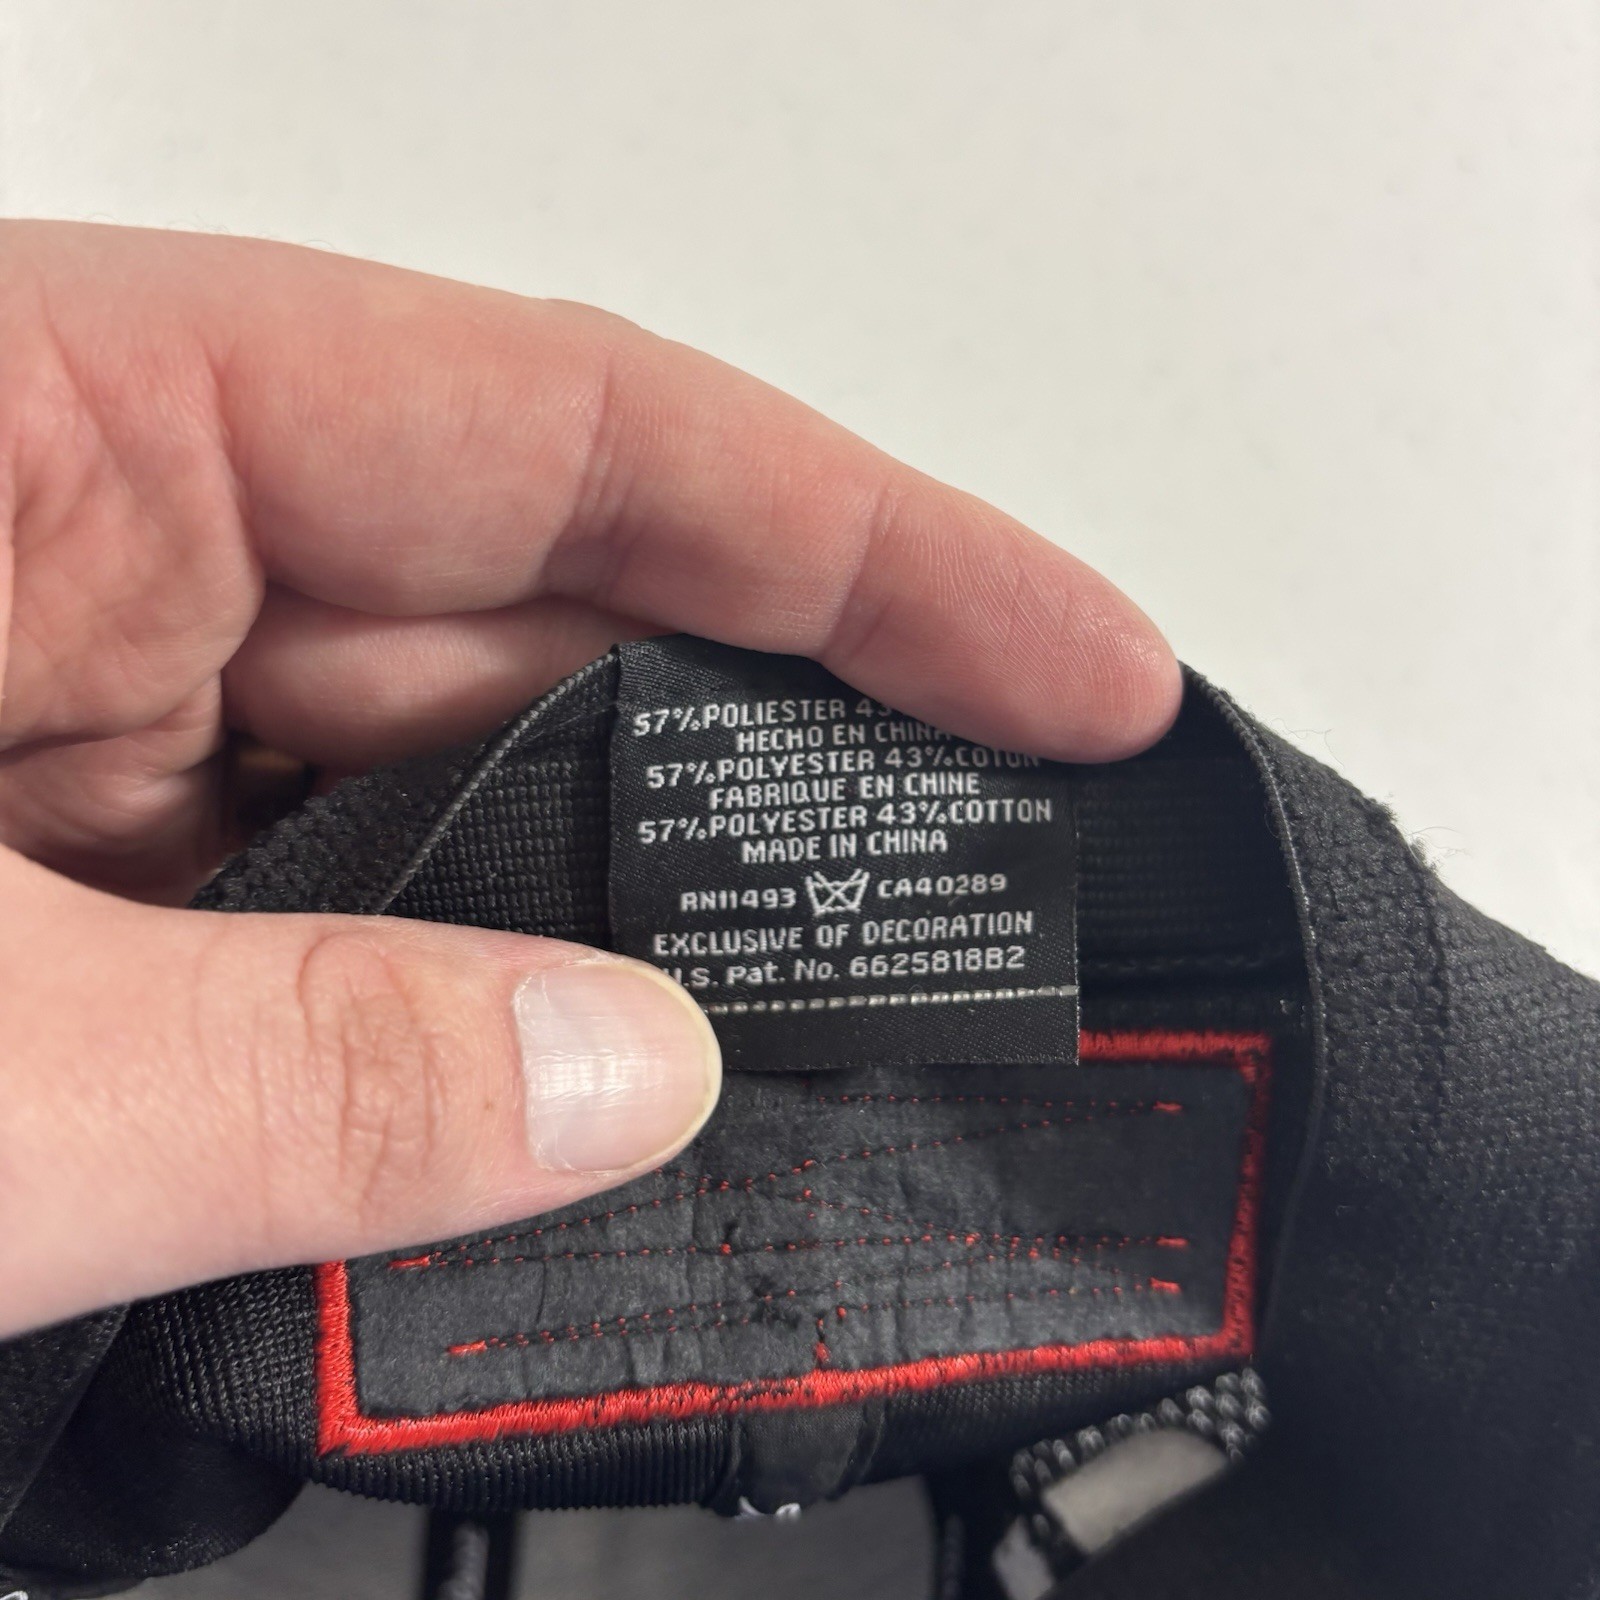 57%POLIESTER 43
HECHO EN CHINA
57%POLYESTER 43%COTON
FABRIQUE EN CHINE
57%POLYESTER 43%COTTON
MADE IN CHINA
RN11493 CA40289
EXCLUSIVE OF DECORATION
U.S. Pat. No. 6625818B2